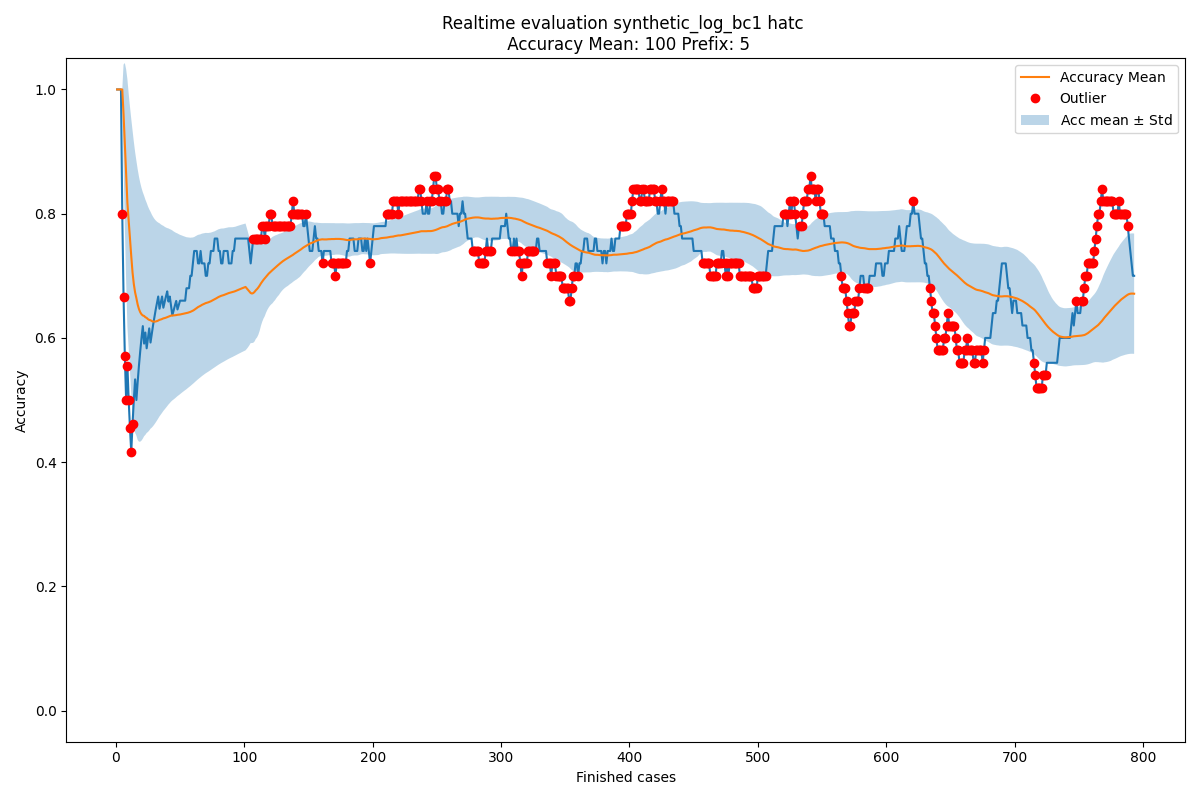 Realtime evaluation synthetic_log_bc1 hatc
Accuracy Mean: 100 Prefix: 5
Accuracy Mean
Outlier
Acc mean ± Std
1.0
0.8
0.6
0.4
0.2
0.0
Accuracy
0 100 200 300 400 500 600 700 800
Finished cases